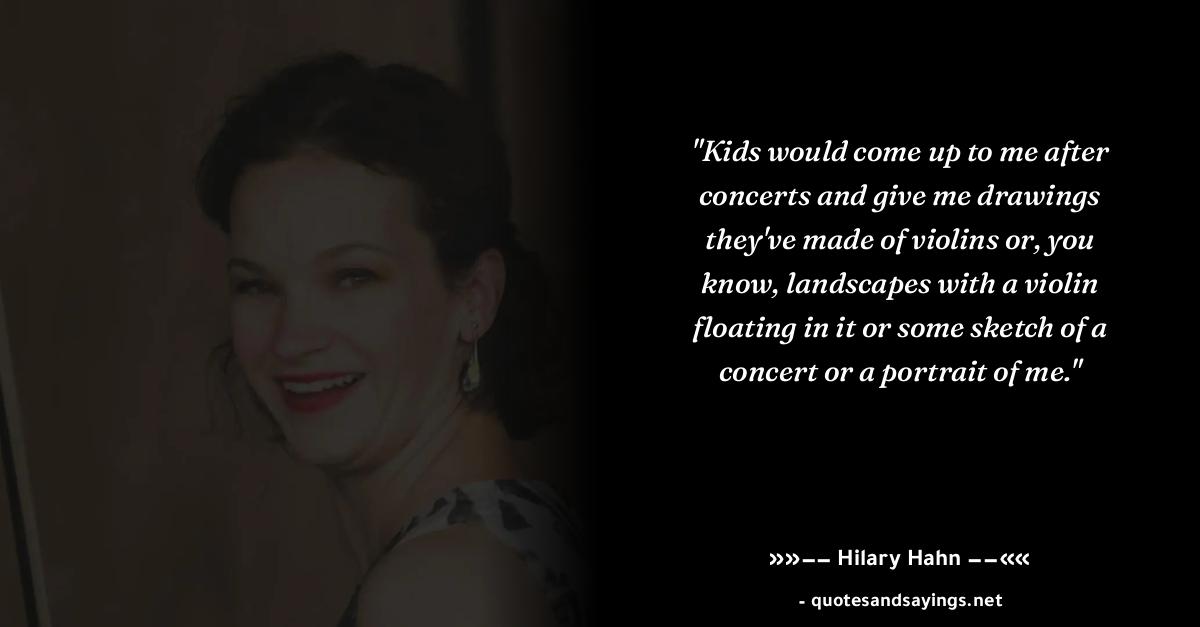 "Kids would come up to me after
concerts and give me drawings
they've made of violins or, you
know, landscapes with a violin
floating in it or some sketch of a
concert or a portrait of me."
»»–– Hilary Hahn ––««
- quotesandsayings.net